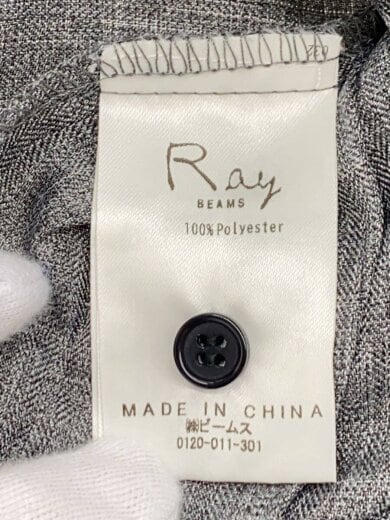 Ray
BEAMS
100%Polyester
MADE IN CHINA
㈱ビームス
0120-011-301